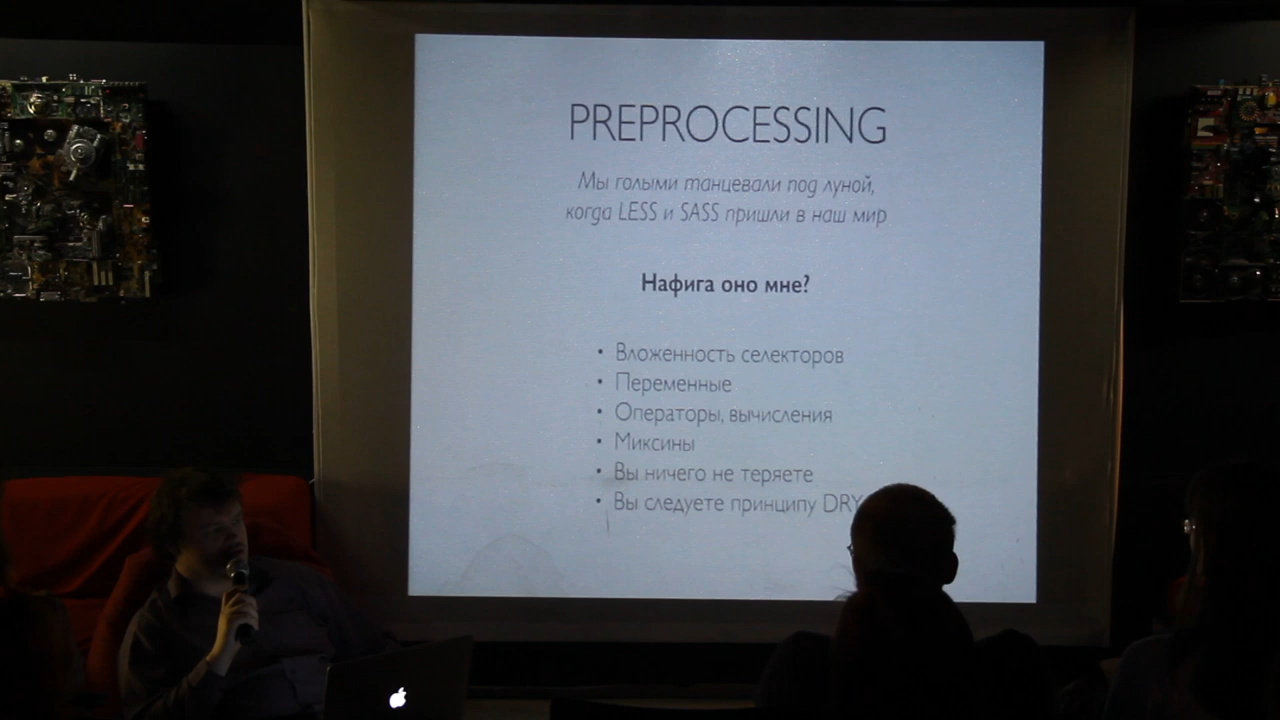 PREPROCESSING
Мы голыми танцевали под луной,
когда LESS и SASS пришли в наш мир
Нафига оно мне?
• Вложенность селекторов
• Переменные
• Операторы, вычисления
• Миксины
• Вы ничего не теряете
• Вы следуете принципу DRY